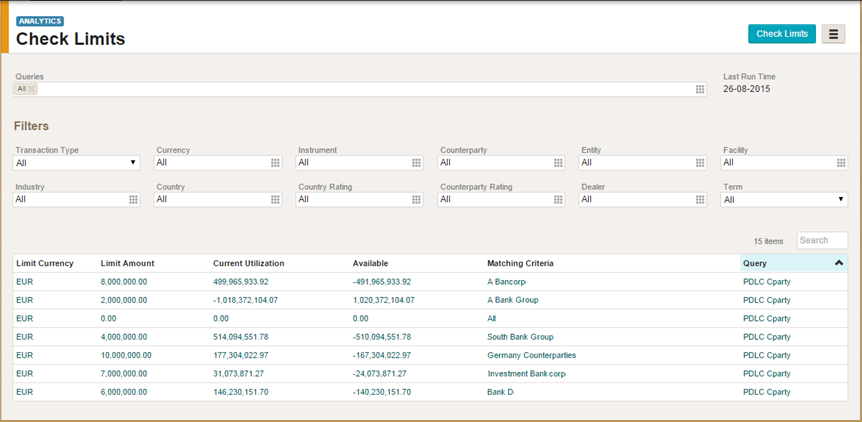 ANALYTICS
Check Limits
Check Limits
Queries
Last Run Time
All
26-08-2015
Filters
Transaction Type Currency Instrument Counterparty Entity Facility
All All All All All All
Industry Country Country Rating Counterparty Rating Dealer Term
All All All All All All
15 items Search
Limit Currency Limit Amount Current Utilization Available Matching Criteria Query
EUR 8,000,000.00 499,965,933.92 -491,965,933.92 A Bancorp PDLC Cparty
EUR 2,000,000.00 -1,018,372,104.07 1,020,372,104.07 A Bank Group PDLC Cparty
EUR 0.00 0.00 0.00 All PDLC Cparty
EUR 4,000,000.00 514,094,551.78 -510,094,551.78 South Bank Group PDLC Cparty
EUR 10,000,000.00 177,304,022.97 -167,304,022.97 Germany Counterparties PDLC Cparty
EUR 7,000,000.00 31,073,871.27 -24,073,871.27 Investment Bank corp PDLC Cparty
EUR 6,000,000.00 146,230,151.70 -140,230,151.70 Bank D PDLC Cparty